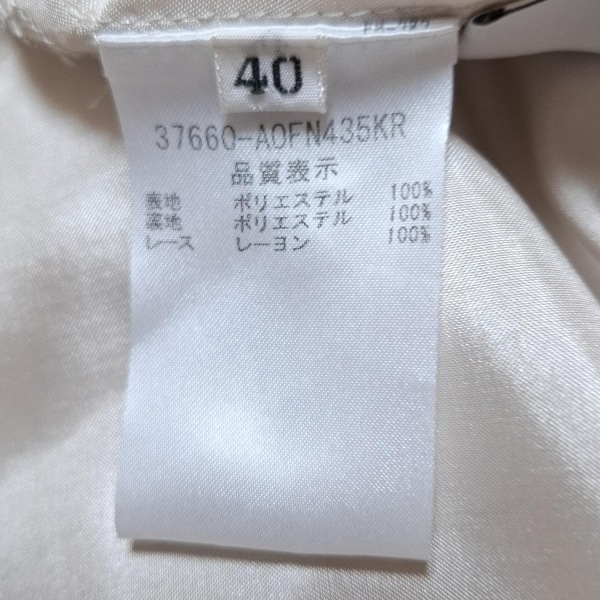 40
37660-A0FN435KR
品質表示
表地 ポリエステル 100%
裏地 ポリエステル 100%
レース レーヨン 100%